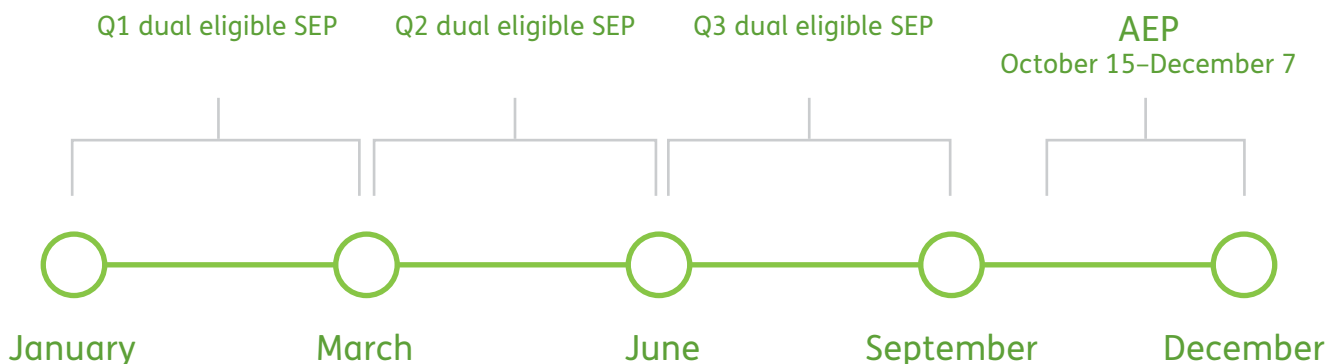 Q1 dual eligible SEP
Q2 dual eligible SEP
Q3 dual eligible SEP
AEP
October 15–December 7
January
March
June
September
December